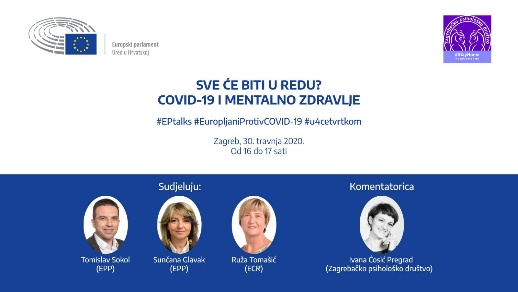 Europski parlament
Ured u Hrvatskoj
#StayHome
SVE ĆE BITI U REDU?
COVID-19 I MENTALNO ZDRAVLJE
#EPtalks #EuropljaniProtivCOVID-19 #u4cetvrtkom
Zagreb, 30. travnja 2020.
Od 16 do 17 sati
Sudjeluju:
Komentatorica
Tomislav Sokol
(EPP)
Sunčana Glavak
(EPP)
Ruža Tomašić
(ECR)
Ivana Ćosić Pregrad
(Zagrebačko psihološko društvo)